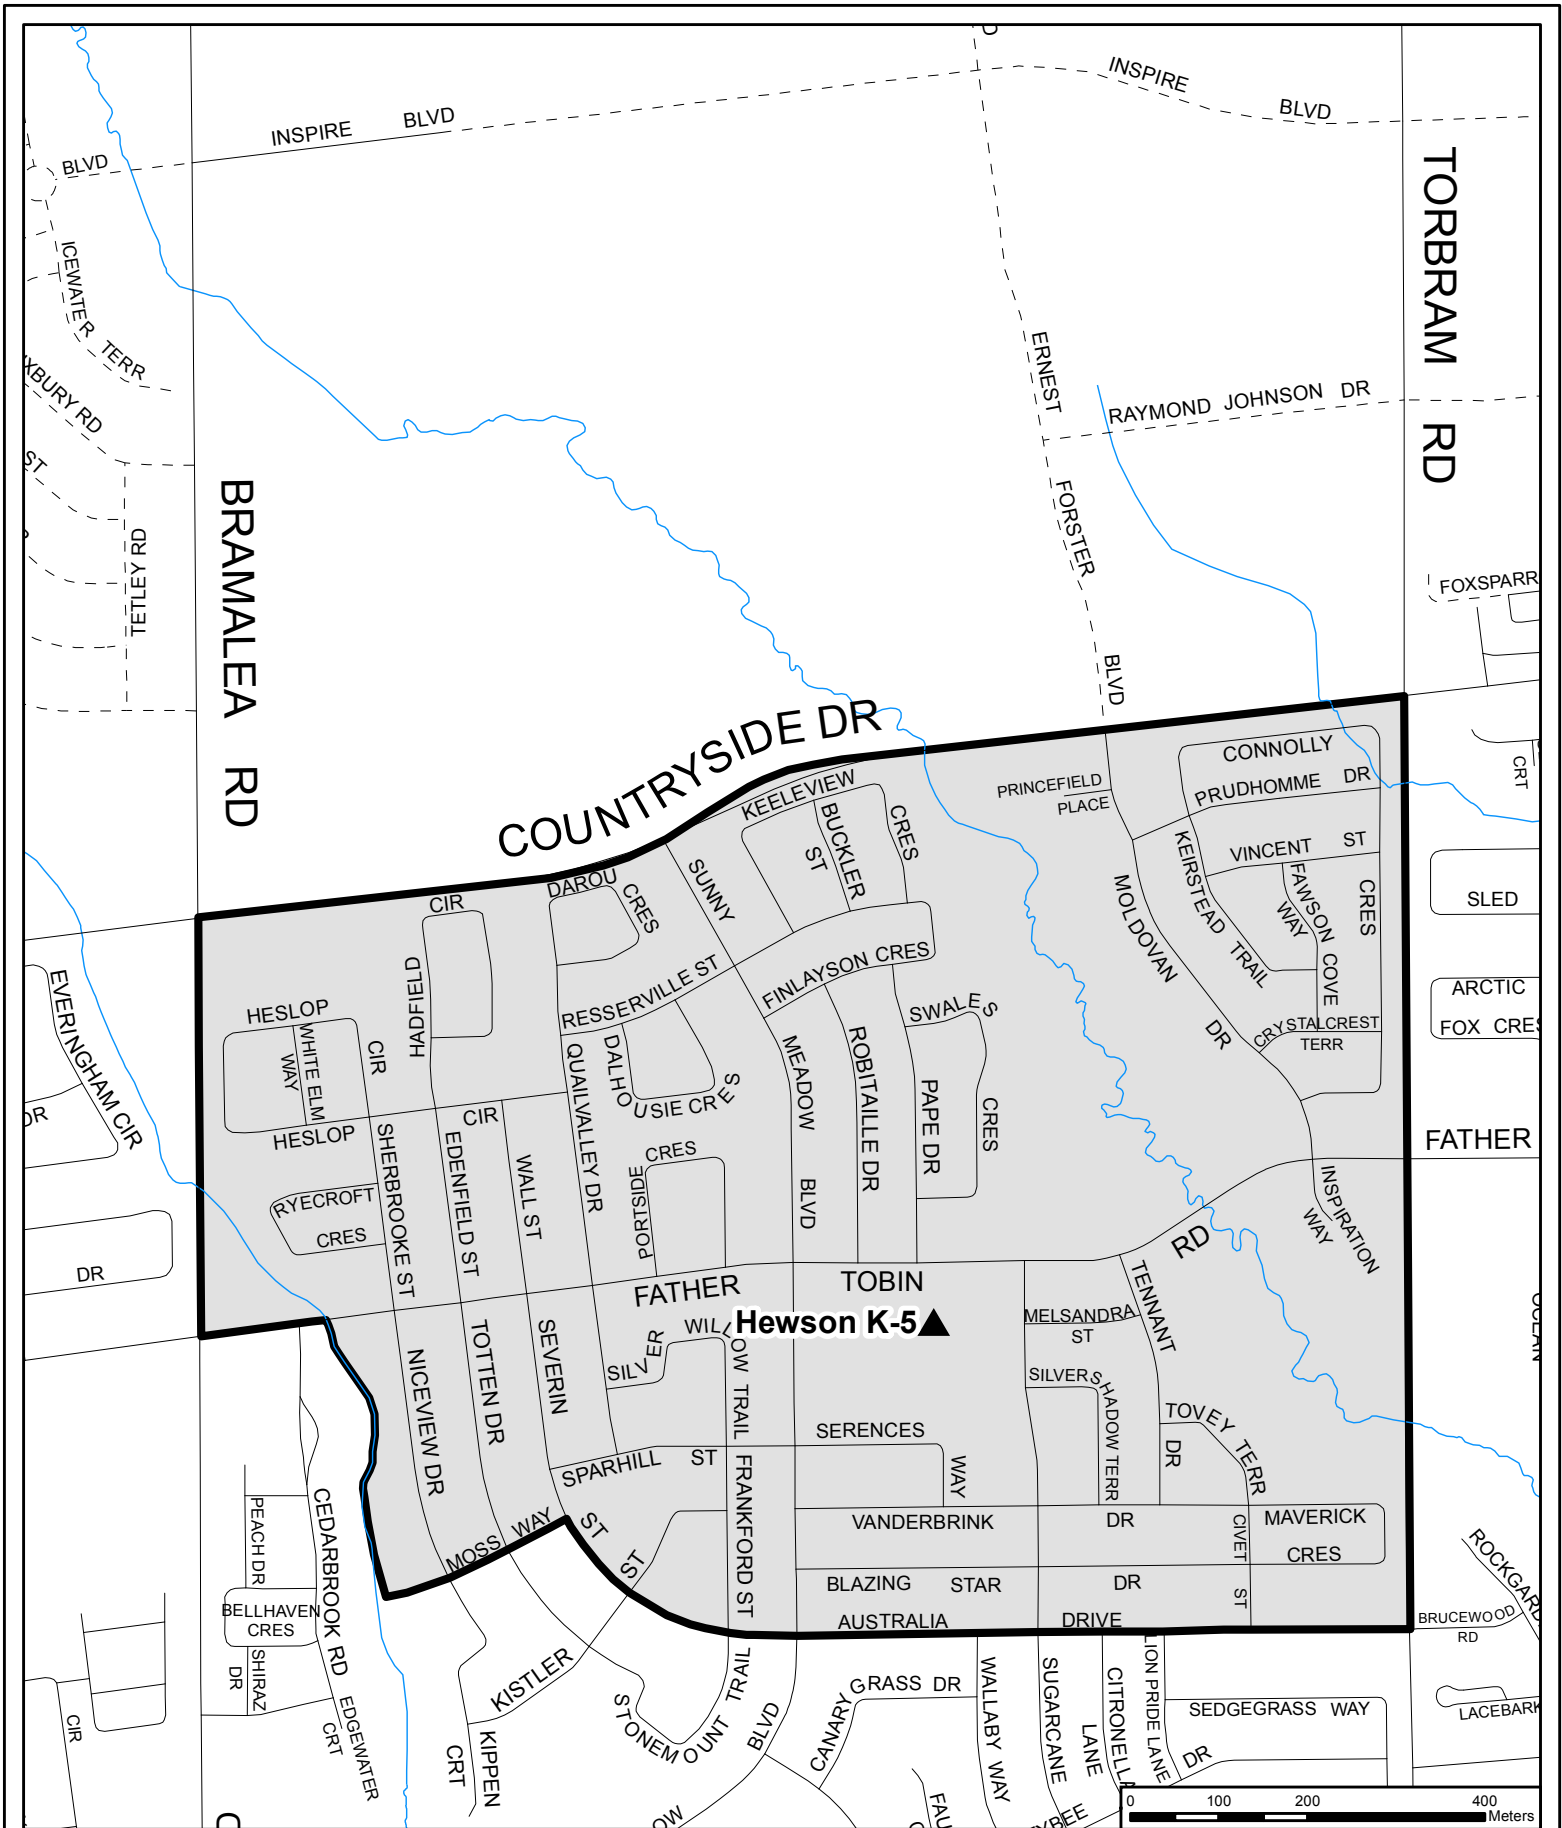 INSPIRE BLVD
INSPIRE BLVD
BLVD
ICEWATER TERR
XBURY RD
ST
TETLEY RD
BRAMALEA RD
TORBRAM RD
ERNEST FORSTER BLVD
RAYMOND JOHNSON DR
FOXSPARR
COUNTRYSIDE DR
CONNOLLY CRES
PRUDHOMME DR
PRINCEFIELD PLACE
KEIRSTEAD TRAIL
VINCENT ST
FAWSON COVE WAY
MOLDOVAN DR
CRYSTALCREST TERR
CRT
SLED
ARCTIC
FOX CRES
KEELEVIEW CRES
BUCKLER ST
SUNNY MEADOW BLVD
DAROU CRES
HADFIELD CIR
RESSERVILLE ST
FINLAYSON CRES
SWALES CRES
ROBITAILLE DR
PAPE DR
DALHOUSIE CRES
QUAILVALLEY DR
HESLOP CIR
WHITE ELM WAY
HESLOP CIR
EVERINGHAM CIR
DR
SHERBROOKE ST
EDENFIELD ST
WALL ST
PORTSIDE CRES
RYECROFT CRES
DR
FATHER TOBIN RD
FATHER
INSPIRATION WAY
Hewson K-5
TENNANT DR
MELSANDRA ST
SILVER WILLOW TRAIL
SILVER SHADOW TERR
TOVEY TERR
NICEVIEW DR
TOTTEN DR
SEVERIN ST
SPARHILL ST
FRANKFORD ST
SERENCES WAY
VANDERBRINK DR
CIVET ST
MAVERICK CRES
BLAZING STAR DR
AUSTRALIA DRIVE
MOSS WAY
PEACH DR
CEDARBROOK RD
BELLHAVEN CRES
SHIRAZ DR
EDGEWATER CRT
CIR
KIPPEN CRT
KISTLER ST
STONEMOUNT TRAIL
BLVD
OW
CANARY GRASS DR
WALLABY WAY
SUGARCANE LANE
CITRONELLA
LION PRIDE LANE
SEDGEGRASS WAY
DR
FAU
YBEE
ROCKGARD
BRUCEWOOD RD
LACEBARK
OCEAN
0 100 200 400
Meters